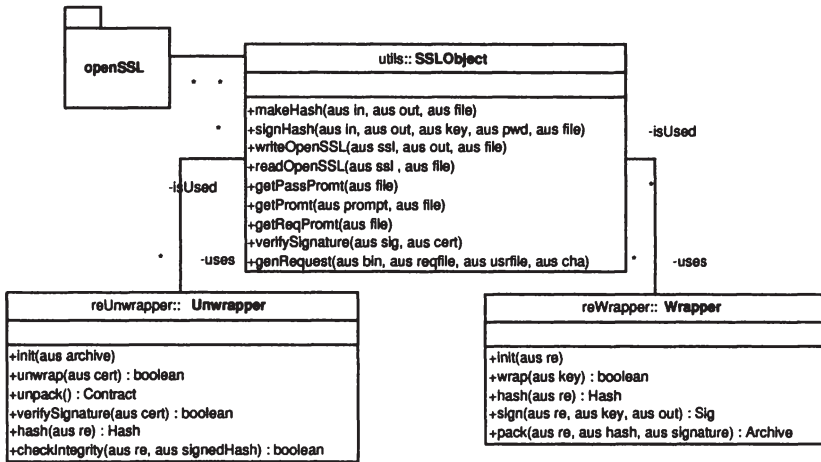 openSSL
utils:: SSLObject
* *
*
+makeHash(aus in, aus out, aus file)
+signHash(aus in, aus out, aus key, aus pwd, aus file)
+writeOpenSSL(aus ssl, aus out, aus file)
+readOpenSSL(aus ssl , aus file)
+getPassPromt(aus file)
+getPromt(aus prompt, aus file)
+getReqPromt(aus file)
+verifySignature(aus sig, aus cert)
+genRequest(aus bin, aus reqfile, aus usrfile, aus cha)
-isUsed
*
-uses
-isUsed
*
*
-uses
reUnwrapper:: Unwrapper
+init(aus archive)
+unwrap(aus cert) : boolean
+unpack() : Contract
+verifySignature(aus cert) : boolean
+hash(aus re) : Hash
+checkIntegrity(aus re, aus signedHash) : boolean
reWrapper:: Wrapper
+init(aus re)
+wrap(aus key) : boolean
+hash(aus re) : Hash
+sign(aus re, aus key, aus out) : Sig
+pack(aus re, aus hash, aus signature) : Archive